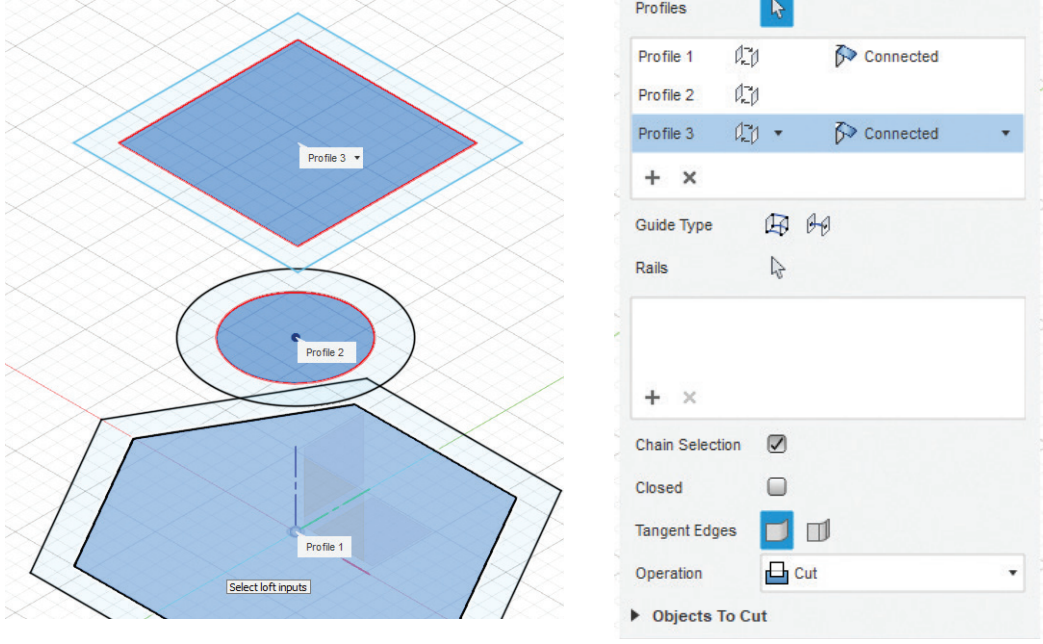 Profile 3
Profile 2
Profile 1
Select loft inputs
Profiles
Profile 1 Connected
Profile 2
Profile 3 Connected
Guide Type
Rails
Chain Selection
Closed
Tangent Edges
Operation Cut
Objects To Cut